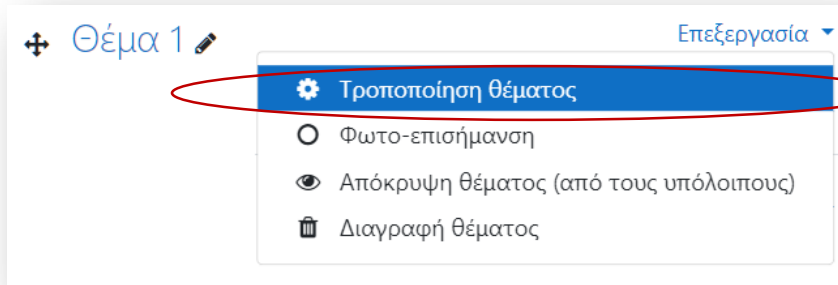 Θέμα 1
Επεξεργασία
Τροποποίηση θέματος
Φωτο-επισήμανση
Απόκρυψη θέματος (από τους υπόλοιπους)
Διαγραφή θέματος